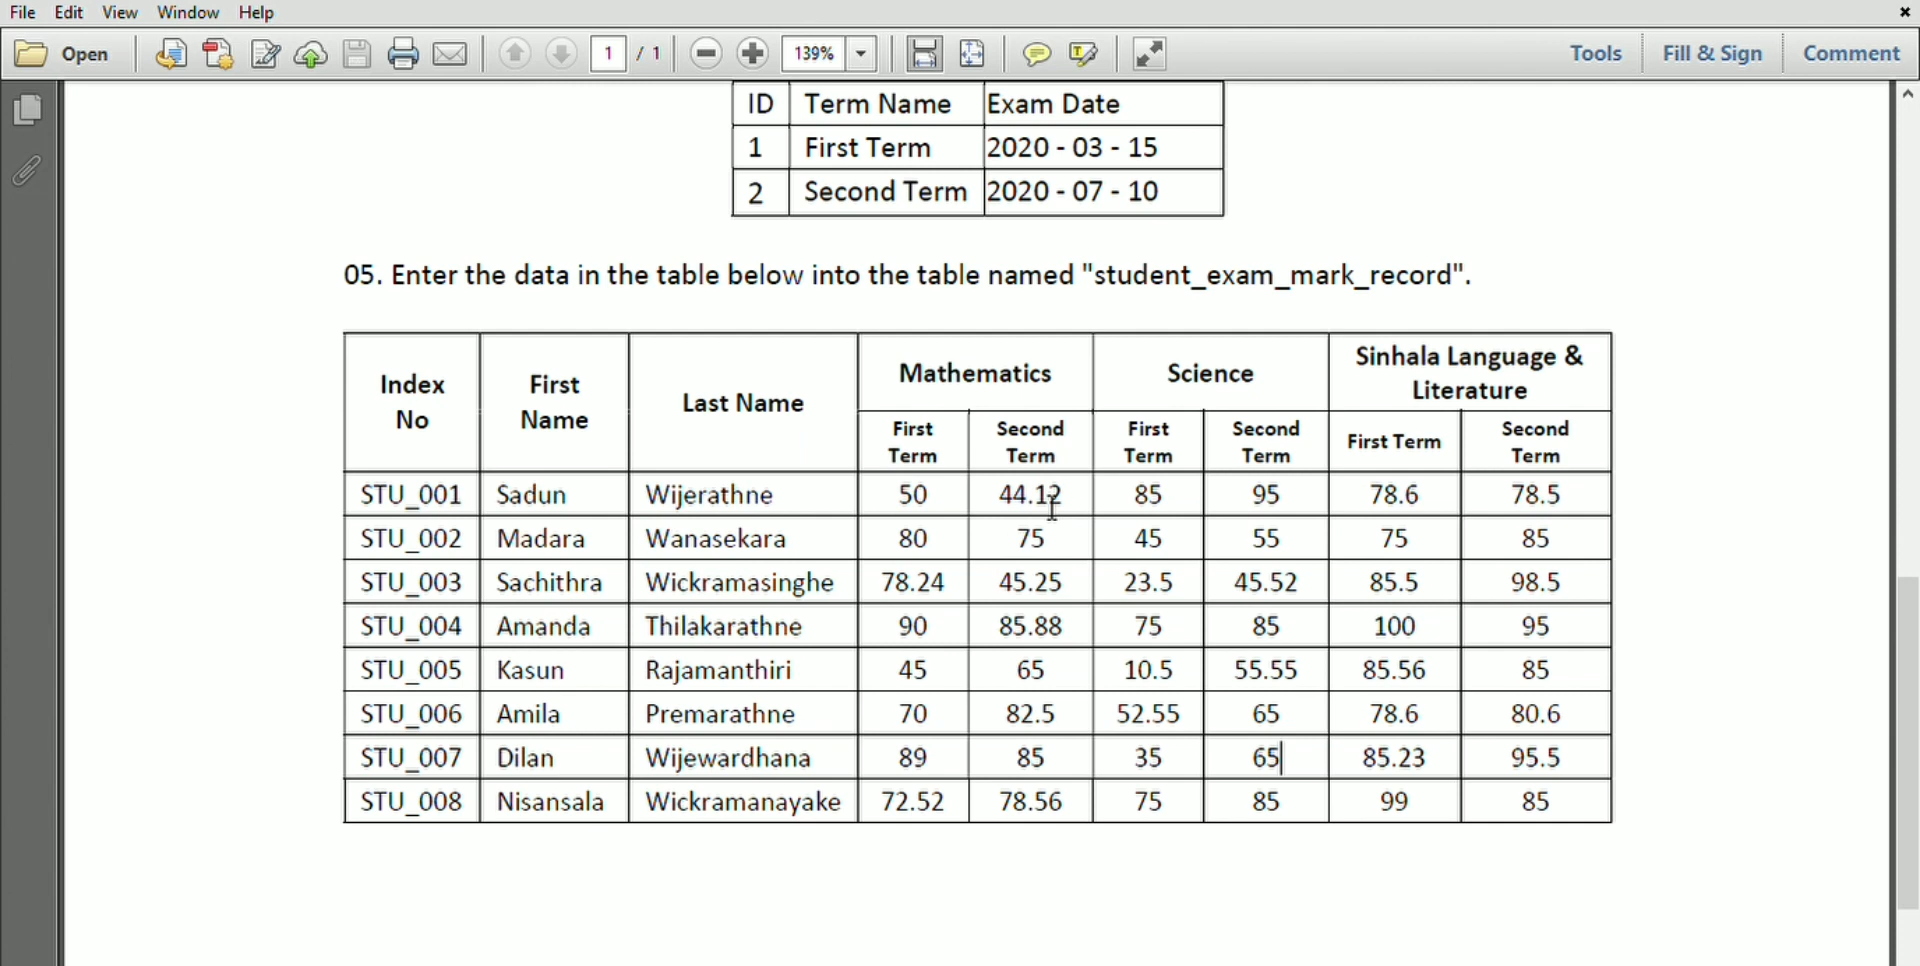 File Edit View Window Help
Open 1 / 1 139% Tools Fill & Sign Comment
ID Term Name Exam Date
1 First Term 2020 - 03 - 15
2 Second Term 2020 - 07 - 10
05. Enter the data in the table below into the table named "student_exam_mark_record".
Index No First Name Last Name Mathematics Science Sinhala Language & Literature
First Term Second Term First Term Second Term First Term Second Term
STU_001 Sadun Wijerathne 50 44.12 85 95 78.6 78.5
STU_002 Madara Wanasekara 80 75 45 55 75 85
STU_003 Sachithra Wickramasinghe 78.24 45.25 23.5 45.52 85.5 98.5
STU_004 Amanda Thilakarathne 90 85.88 75 85 100 95
STU_005 Kasun Rajamanthiri 45 65 10.5 55.55 85.56 85
STU_006 Amila Premarathne 70 82.5 52.55 65 78.6 80.6
STU_007 Dilan Wijewardhana 89 85 35 65 85.23 95.5
STU_008 Nisansala Wickramanayake 72.52 78.56 75 85 99 85